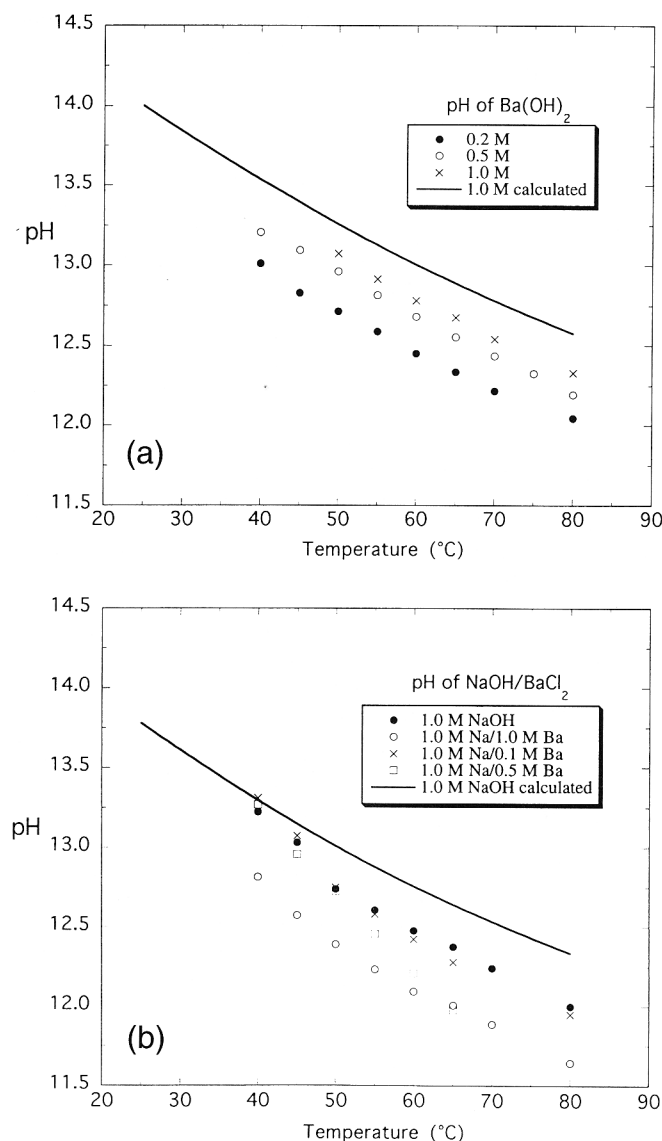 14.5
14.0
13.5
13.0
12.5
12.0
11.5
pH
pH of Ba(OH)2
0.2 M
0.5 M
1.0 M
1.0 M calculated
(a)
20 30 40 50 60 70 80 90
Temperature (°C)
14.5
14.0
13.5
13.0
12.5
12.0
11.5
pH
pH of NaOH/BaCl2
1.0 M NaOH
1.0 M Na/1.0 M Ba
1.0 M Na/0.1 M Ba
1.0 M Na/0.5 M Ba
1.0 M NaOH calculated
(b)
20 30 40 50 60 70 80 90
Temperature (°C)